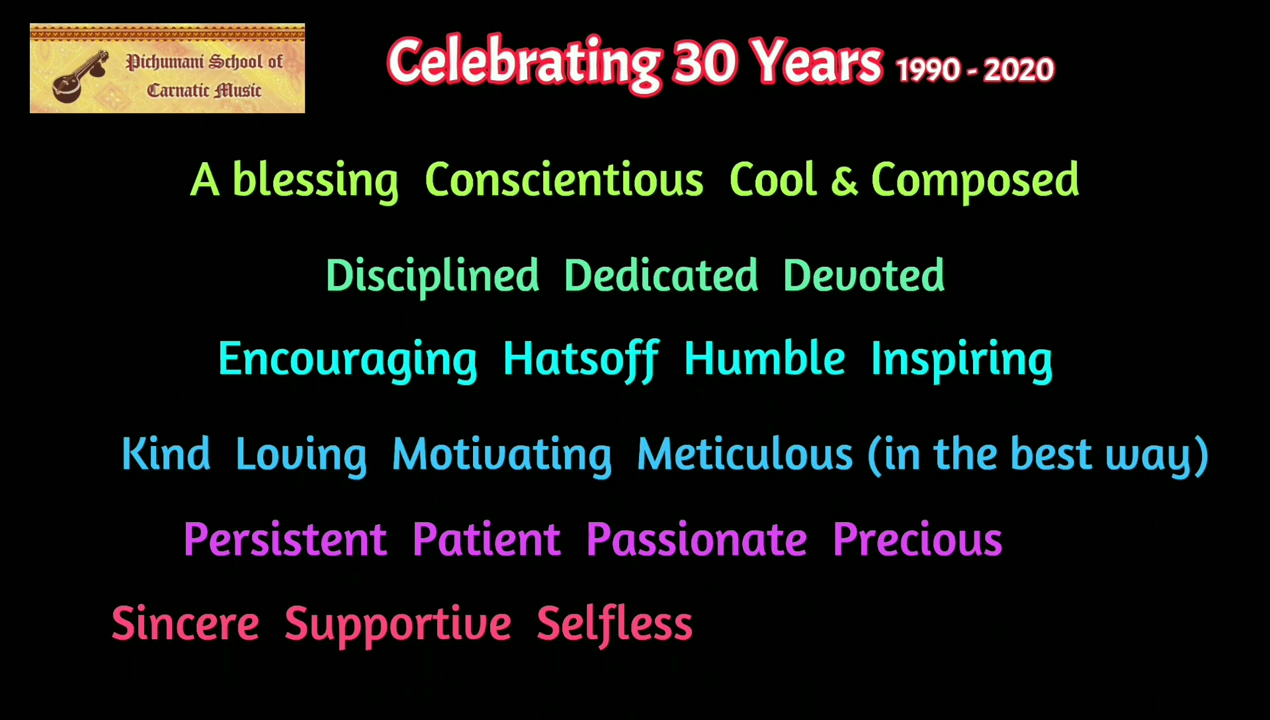 Pichumani School of
Carnatic Music
Celebrating 30 Years 1990 - 2020
A blessing Conscientious Cool & Composed
Disciplined Dedicated Devoted
Encouraging Hatsoff Humble Inspiring
Kind Loving Motivating Meticulous (in the best way)
Persistent Patient Passionate Precious
Sincere Supportive Selfless